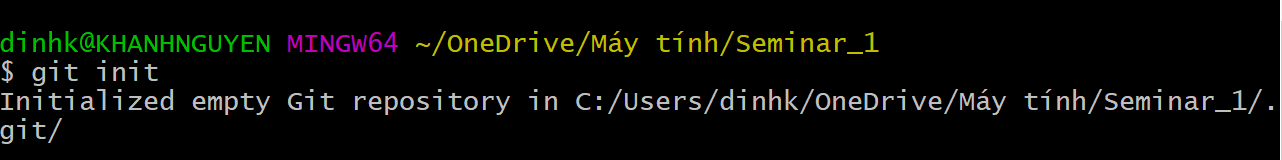 dinhk@KHANHNGUYEN MINGW64 ~/OneDrive/Máy tính/Seminar_1
$ git init
Initialized empty Git repository in C:/Users/dinhk/OneDrive/Máy tính/Seminar_1/.
git/